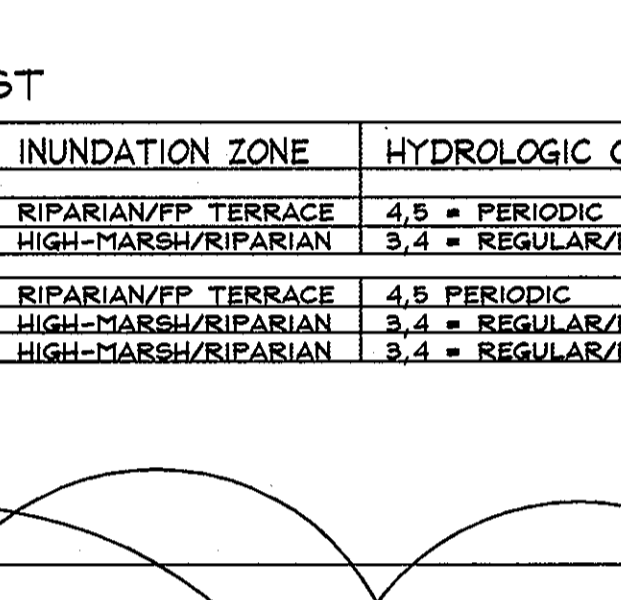 ST
INUNDATION ZONE HYDROLOGIC
RIPARIAN/FP TERRACE 4,5 = PERIODIC
HIGH-MARSH/RIPARIAN 3,4 = REGULAR/
RIPARIAN/FP TERRACE 4,5 PERIODIC
HIGH-MARSH/RIPARIAN 3,4 = REGULAR/
HIGH-MARSH/RIPARIAN 3,4 = REGULAR/